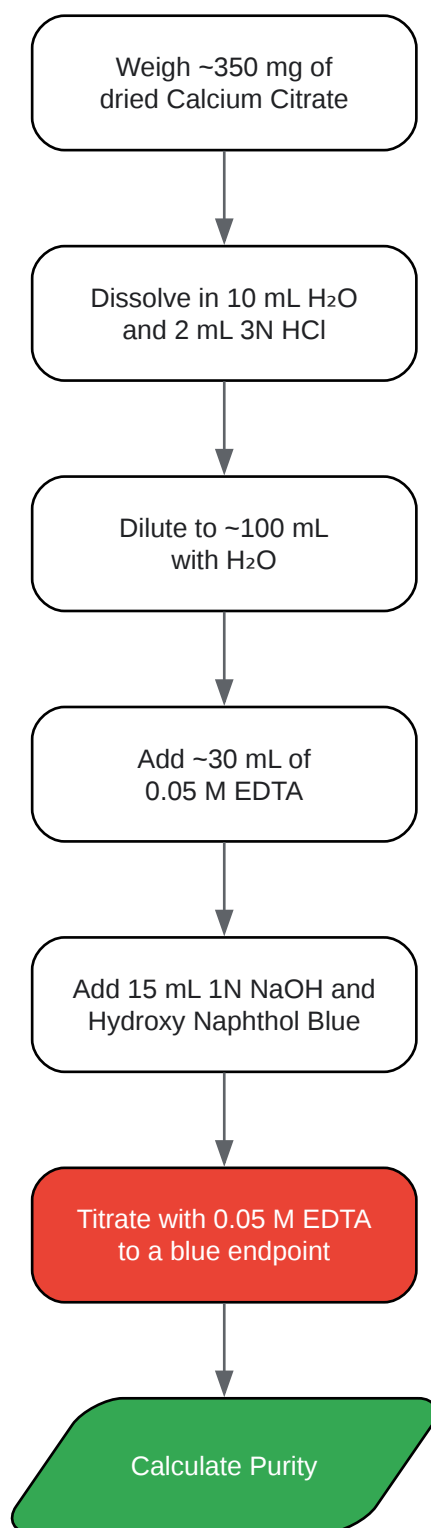 Weigh ~350 mg of
dried Calcium Citrate
Dissolve in 10 mL H₂O
and 2 mL 3N HCl
Dilute to ~100 mL
with H₂O
Add ~30 mL of
0.05 M EDTA
Add 15 mL 1N NaOH and
Hydroxy Naphthol Blue
Titrate with 0.05 M EDTA
to a blue endpoint
Calculate Purity